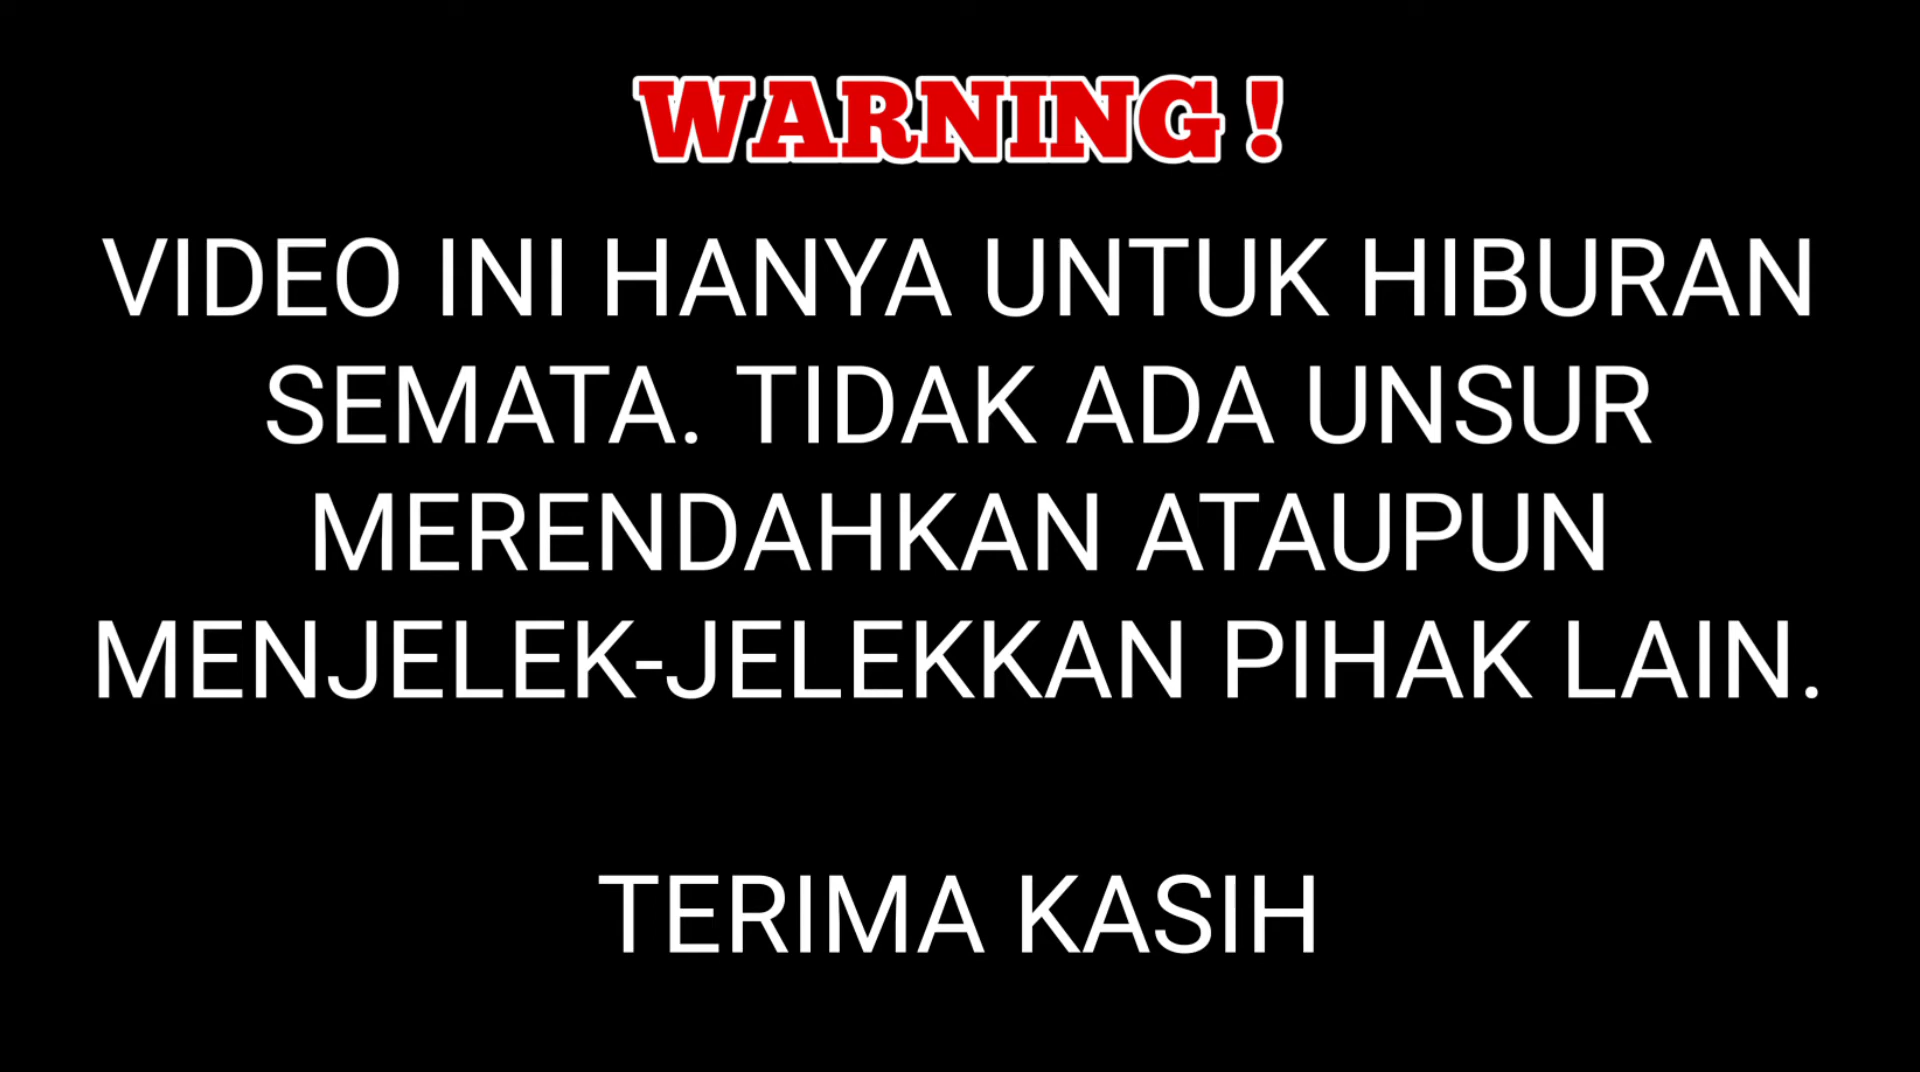 WARNING !
VIDEO INI HANYA UNTUK HIBURAN
SEMATA. TIDAK ADA UNSUR
MERENDAHKAN ATAUPUN
MENJELEK-JELEKKAN PIHAK LAIN.
TERIMA KASIH